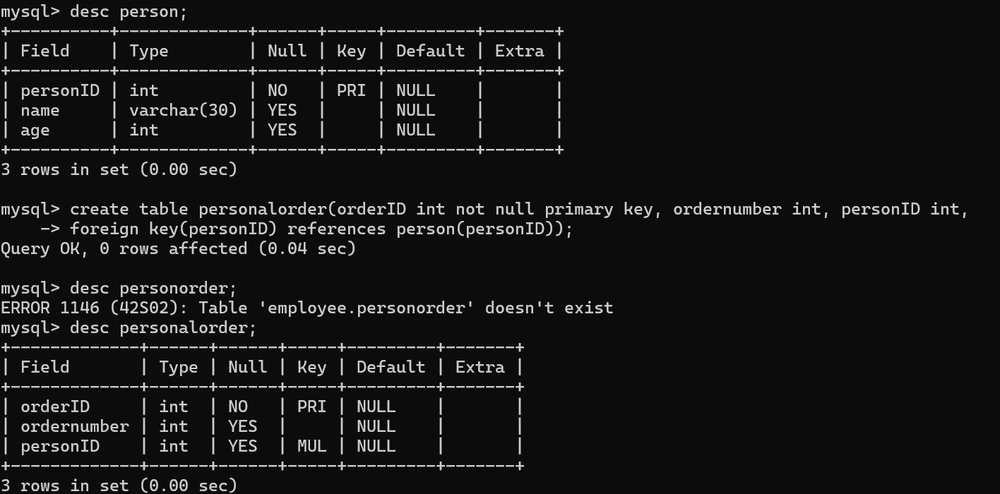 mysql> desc person;
+----------+-------------+------+-----+---------+-------+
| Field    | Type        | Null | Key | Default | Extra |
+----------+-------------+------+-----+---------+-------+
| personID | int         | NO   | PRI | NULL    |       |
| name     | varchar(30) | YES  |     | NULL    |       |
| age      | int         | YES  |     | NULL    |       |
+----------+-------------+------+-----+---------+-------+
3 rows in set (0.00 sec)

mysql> create table personalorder(orderID int not null primary key, ordernumber int, personID int,
    -> foreign key(personID) references person(personID));
Query OK, 0 rows affected (0.04 sec)

mysql> desc personorder;
ERROR 1146 (42S02): Table 'employee.personorder' doesn't exist
mysql> desc personalorder;
+-------------+------+------+-----+---------+-------+
| Field       | Type | Null | Key | Default | Extra |
+-------------+------+------+-----+---------+-------+
| orderID     | int  | NO   | PRI | NULL    |       |
| ordernumber | int  | YES  |     | NULL    |       |
| personID    | int  | YES  | MUL | NULL    |       |
+-------------+------+------+-----+---------+-------+
3 rows in set (0.00 sec)